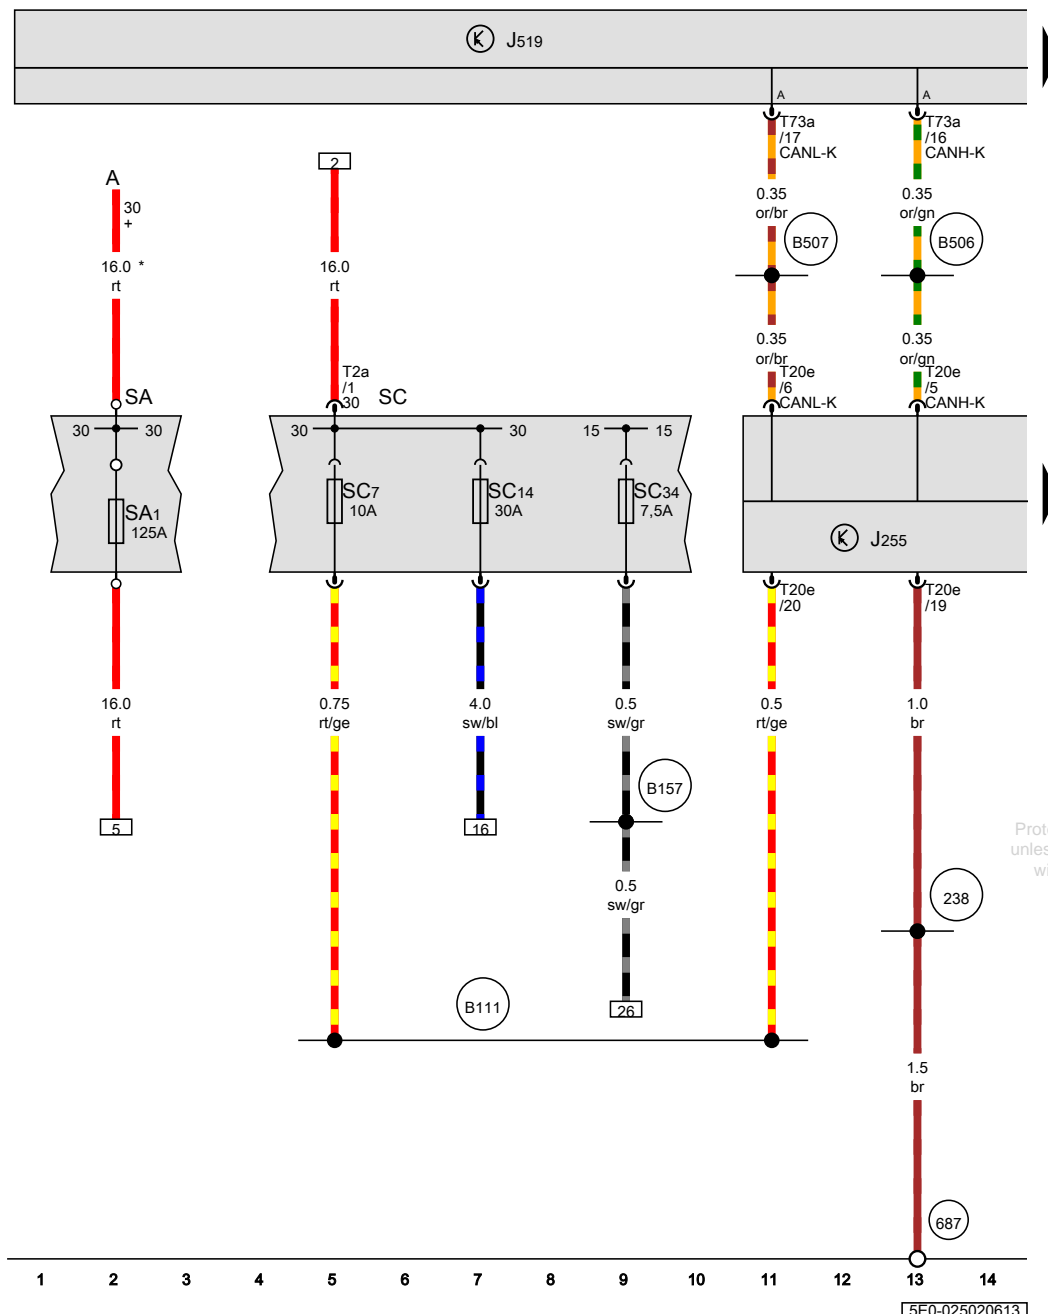 J519
A
A
T73a
/17
CANL-K
T73a
/16
CANH-K
2
A
30
+
0.35
or/br
0.35
or/gn
B507
B506
16.0 *
rt
16.0
rt
0.35
or/br
0.35
or/gn
T2a
/1
30
T20e
/6
CANL-K
T20e
/5
CANH-K
SA
SC
30
30
30
30
15
15
SA1
125A
SC7
10A
SC14
30A
SC34
7,5A
J255
T20e
/20
T20e
/19
16.0
rt
0.75
rt/ge
4.0
sw/bl
0.5
sw/gr
0.5
rt/ge
1.0
br
B157
5
16
0.5
sw/gr
238
B111
26
1.5
br
687
1 2 3 4 5 6 7 8 9 10 11 12 13 14
5E0-025020613